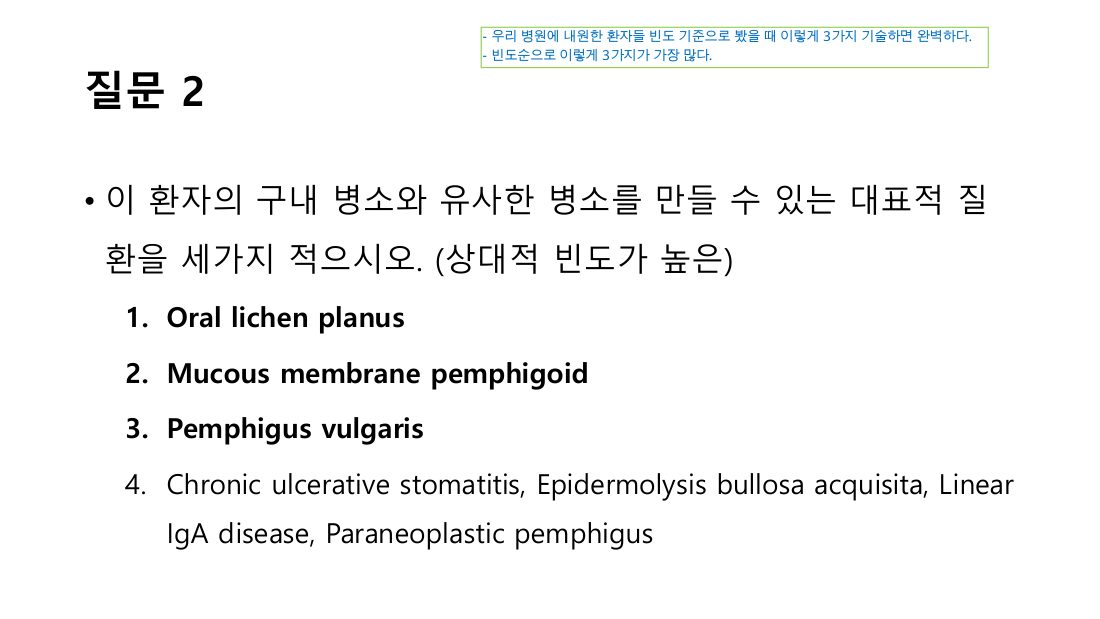 - 우리 병원에 내원한 환자들 빈도 기준으로 봤을 때 이렇게 3가지 기술하면 완벽하다.
- 빈도순으로 이렇게 3가지가 가장 많다.
질문 2
• 이 환자의 구내 병소와 유사한 병소를 만들 수 있는 대표적 질
환을 세가지 적으시오. (상대적 빈도가 높은)
1. Oral lichen planus
2. Mucous membrane pemphigoid
3. Pemphigus vulgaris
4. Chronic ulcerative stomatitis, Epidermolysis bullosa acquisita, Linear
IgA disease, Paraneoplastic pemphigus